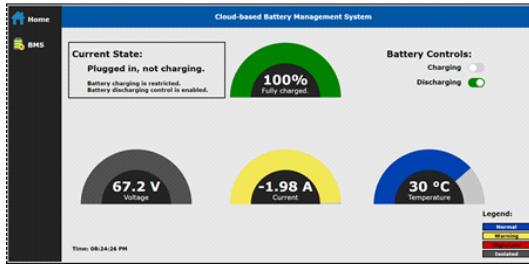 Home
Cloud-based Battery Management System
BMS
Current State:
Plugged in, not charging.
Battery charging is restricted.
Battery discharging control is enabled.
100%
Fully charged.
Battery Controls:
Charging
Discharging
67.2 V
Voltage
-1.98 A
Current
30 °C
Temperature
Legend:
Normal
Warning
High/Low
Isolated
Time: 08:24:26 PM